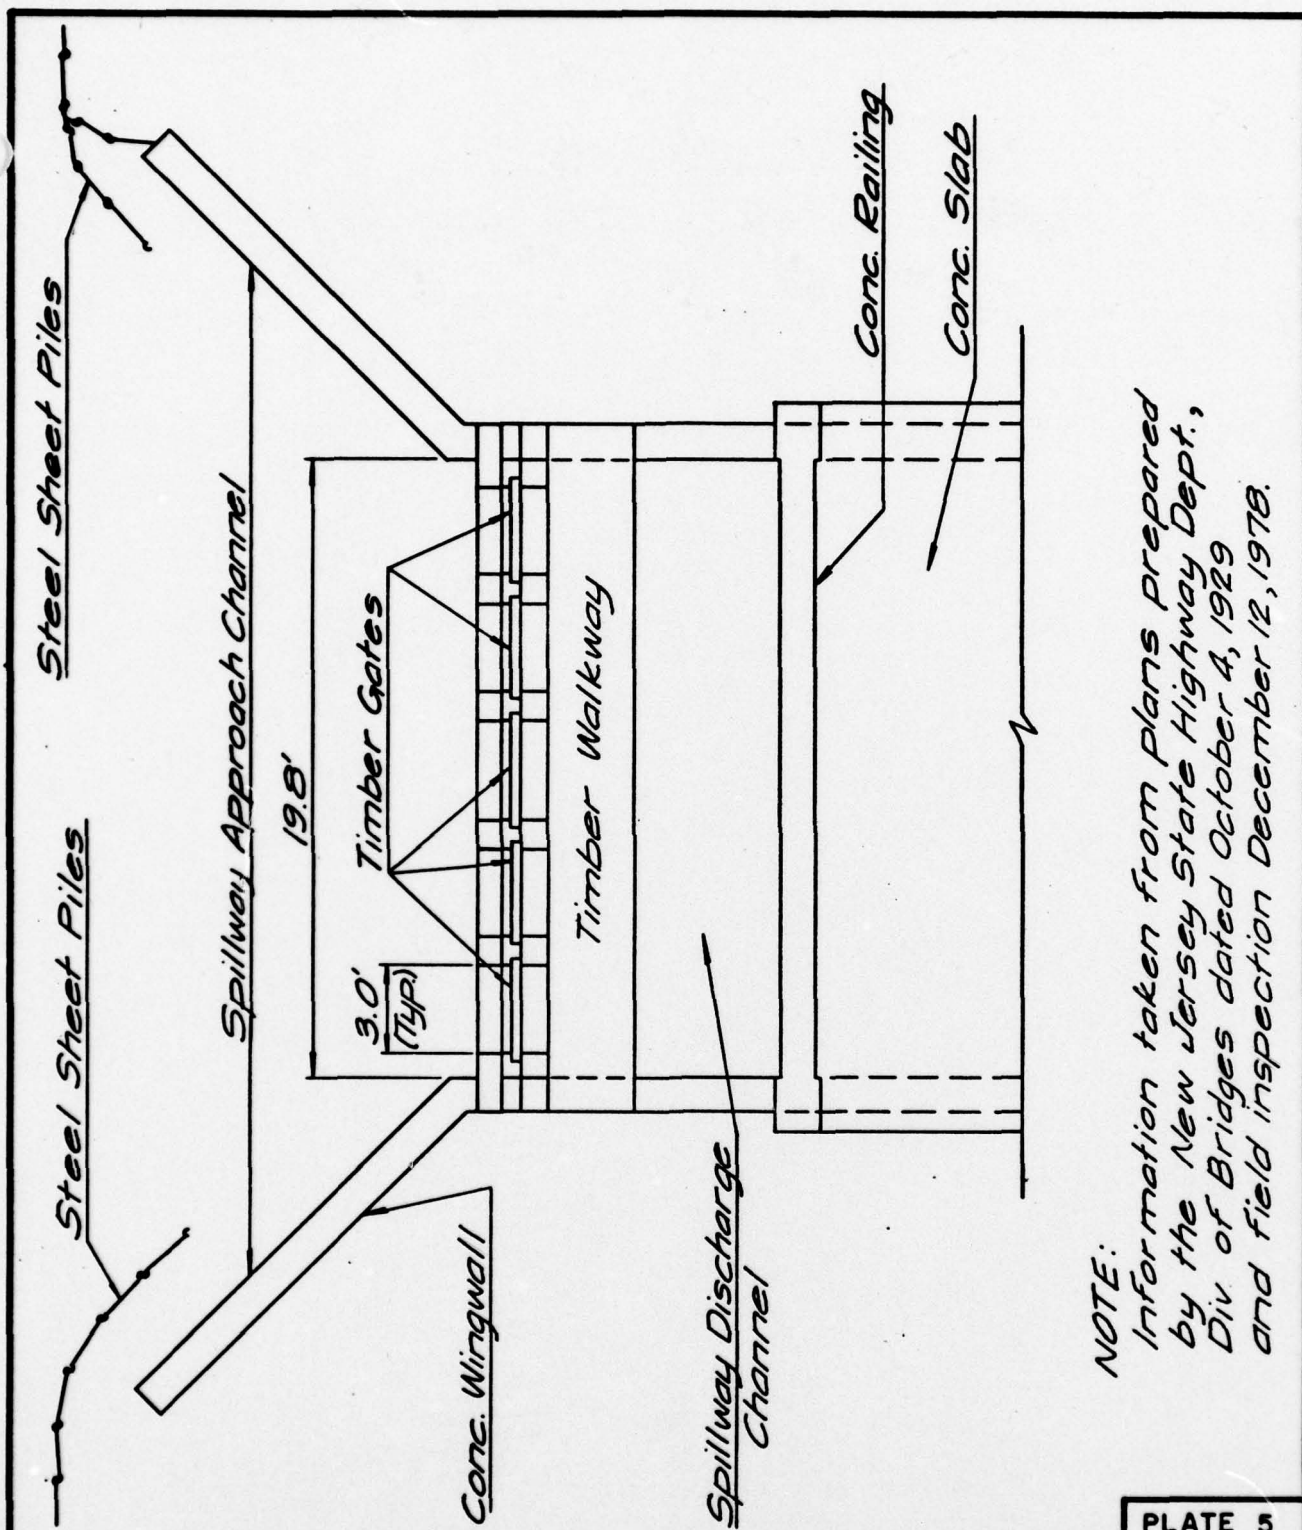 Steel Sheet Piles
Steel Sheet Piles
Spillway Approach Channel
19.8'
Timber Gates
3.0'
(Typ.)
Timber Walkway
Conc. Wingwall
Spillway Discharge
Channel
Conc. Railing
Conc. Slab
NOTE:
Information taken from plans prepared
by the New Jersey State Highway Dept.,
Div. of Bridges dated October 4, 1929
and field inspection December 12, 1978.
PLATE 5